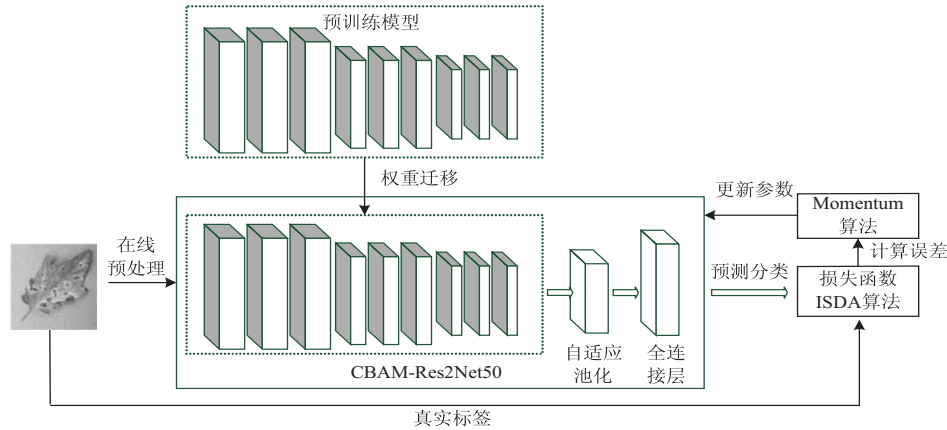 预训练模型
权重迁移
更新参数
Momentum
算法
计算误差
在线
预处理
预测分类
损失函数
ISDA算法
自适应
池化
全连
接层
CBAM-Res2Net50
真实标签